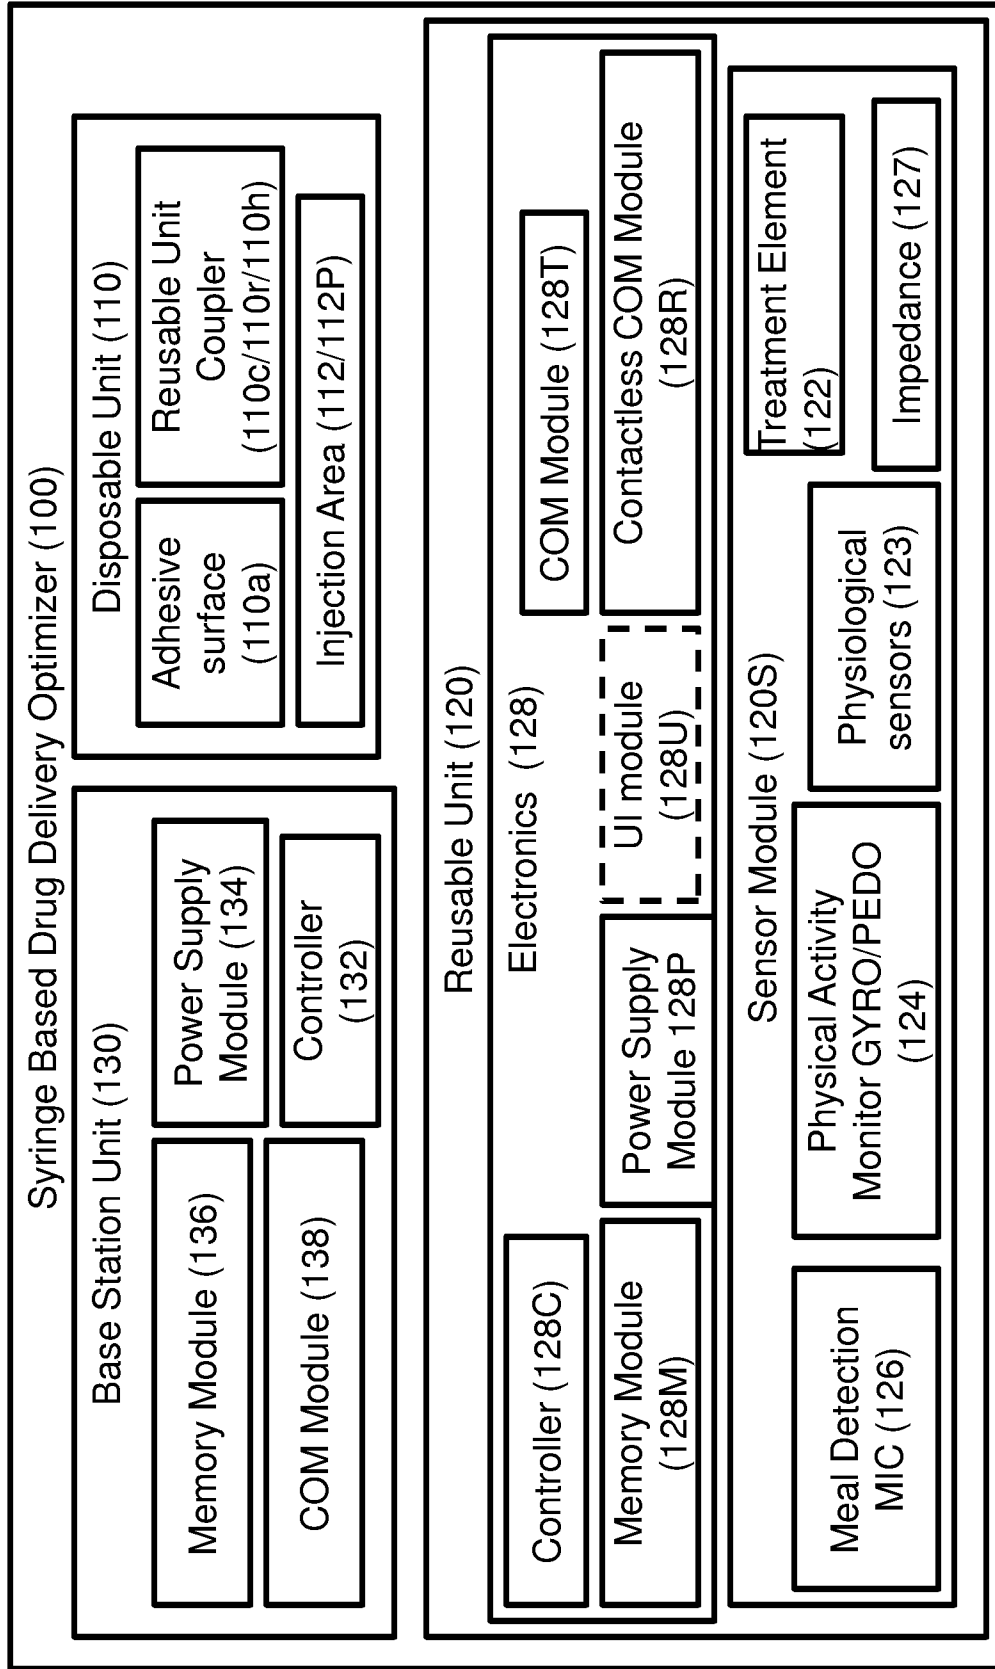 Syringe Based Drug Delivery Optimizer (100)
Base Station Unit (130)
Memory Module (136)
Power Supply
Module (134)
COM Module (138)
Controller
(132)
Disposable Unit (110)
Adhesive
surface
(110a)
Reusable Unit
Coupler
(110c/110r/110h)
Injection Area (112/112P)
Reusable Unit (120)
Electronics (128)
Controller (128C)
COM Module (128T)
Memory Module
(128M)
Power Supply
Module 128P
UI module
(128U)
Contactless COM Module
(128R)
Sensor Module (120S)
Meal Detection
MIC (126)
Physical Activity
Monitor GYRO/PEDO
(124)
Physiological
sensors (123)
Treatment Element
(122)
Impedance (127)